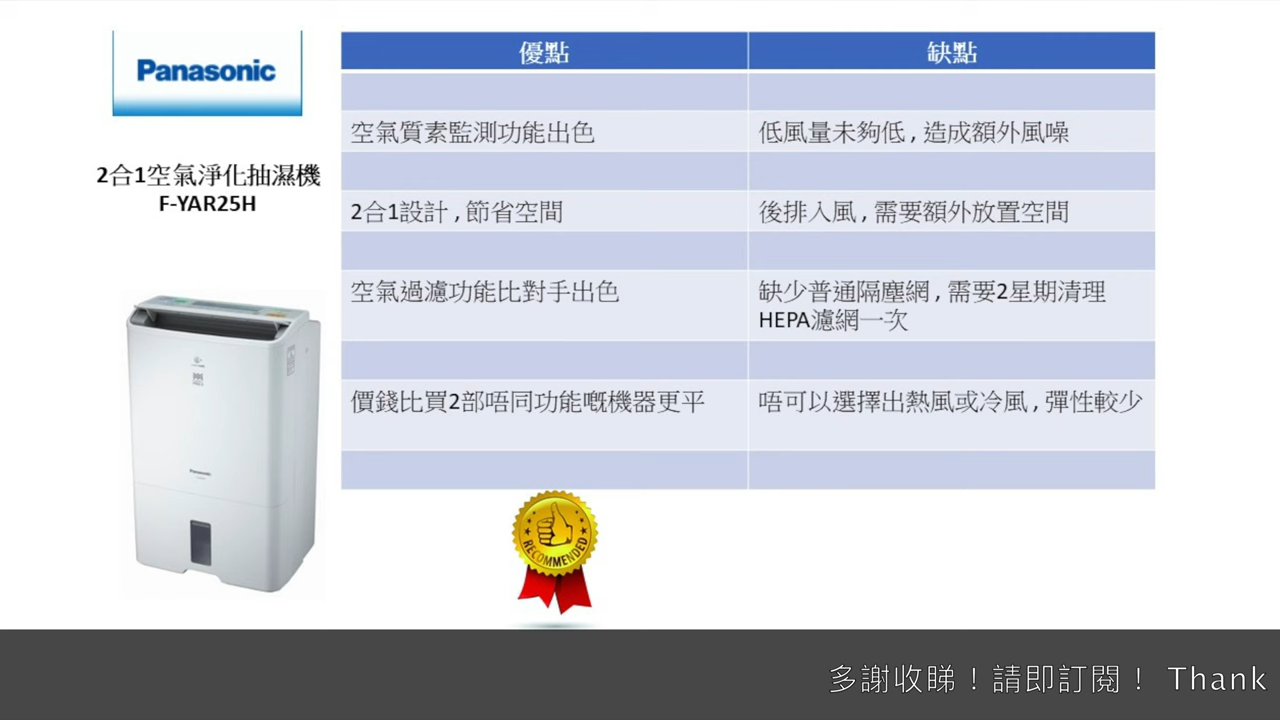 Panasonic
2合1空氣淨化抽濕機
F-YAR25H
優點
缺點
空氣質素監測功能出色
低風量未夠低 , 造成額外風噪
2合1設計 , 節省空間
後排入風 , 需要額外放置空間
空氣過濾功能比對手出色
缺少普通隔塵網 , 需要2星期清理
HEPA濾網一次
價錢比買2部唔同功能嘅機器更平
唔可以選擇出熱風或冷風 , 彈性較少
Panasonic
RECOMMENDED
多謝收睇！請即訂閱！ Thank